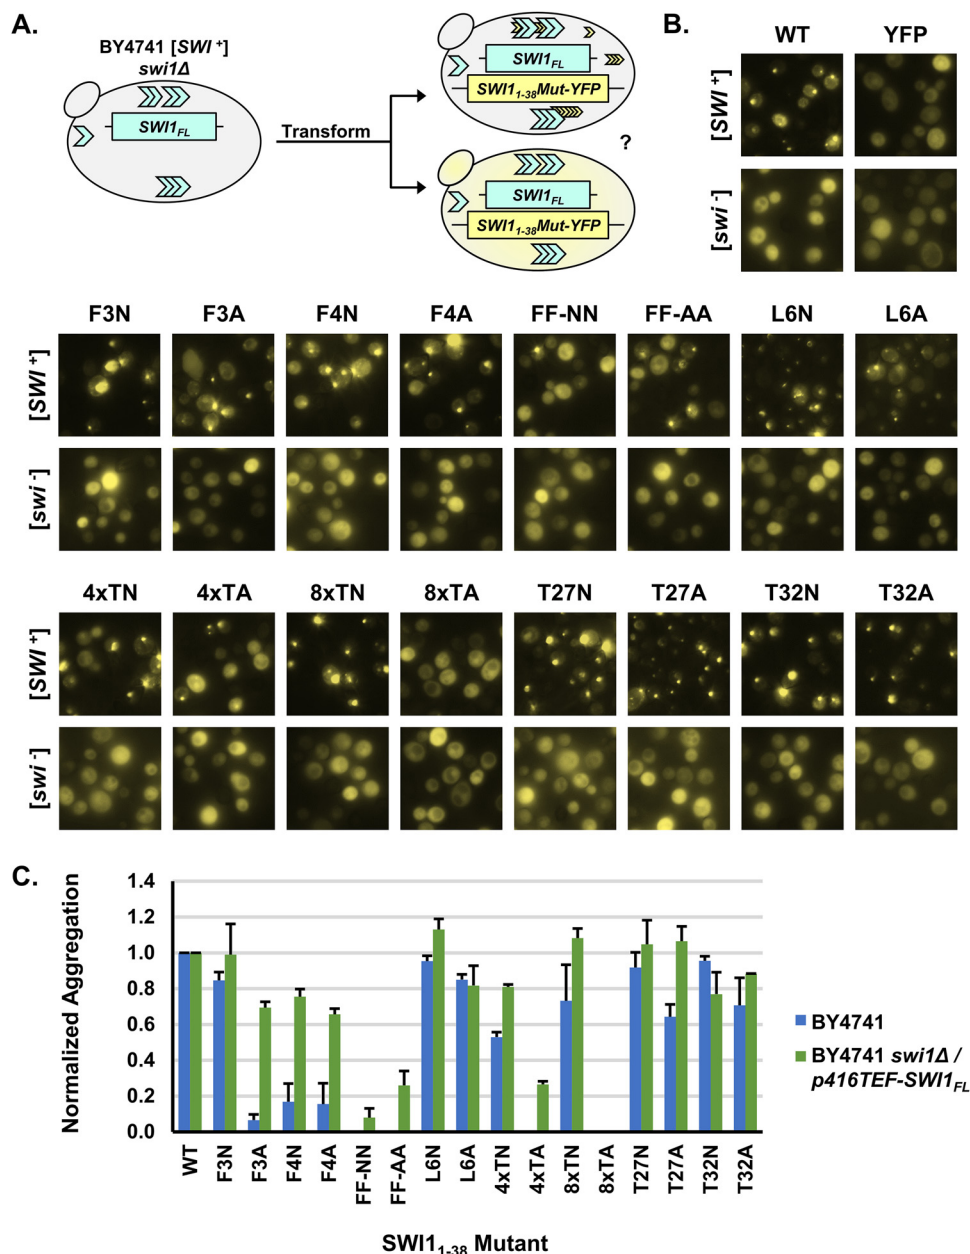 A.
BY4741 [SWI⁺]
swi1Δ
SWI1FL
Transform
SWI1FL
SWI11-38Mut-YFP
?
SWI1FL
SWI11-38Mut-YFP
B.
WT YFP
[SWI⁺]
[swi⁻]
F3N F3A F4N F4A FF-NN FF-AA L6N L6A
[SWI⁺]
[swi⁻]
4xTN 4xTA 8xTN 8xTA T27N T27A T32N T32A
[SWI⁺]
[swi⁻]
C.
Normalized Aggregation
1.4
1.2
1.0
0.8
0.6
0.4
0.2
0.0
WT F3N F3A F4N F4A FF-NN FF-AA L6N L6A 4xTN 4xTA 8xTN 8xTA T27N T27A T32N T32A
SWI11-38 Mutant
BY4741
BY4741 swi1Δ /
p416TEF-SWI1FL